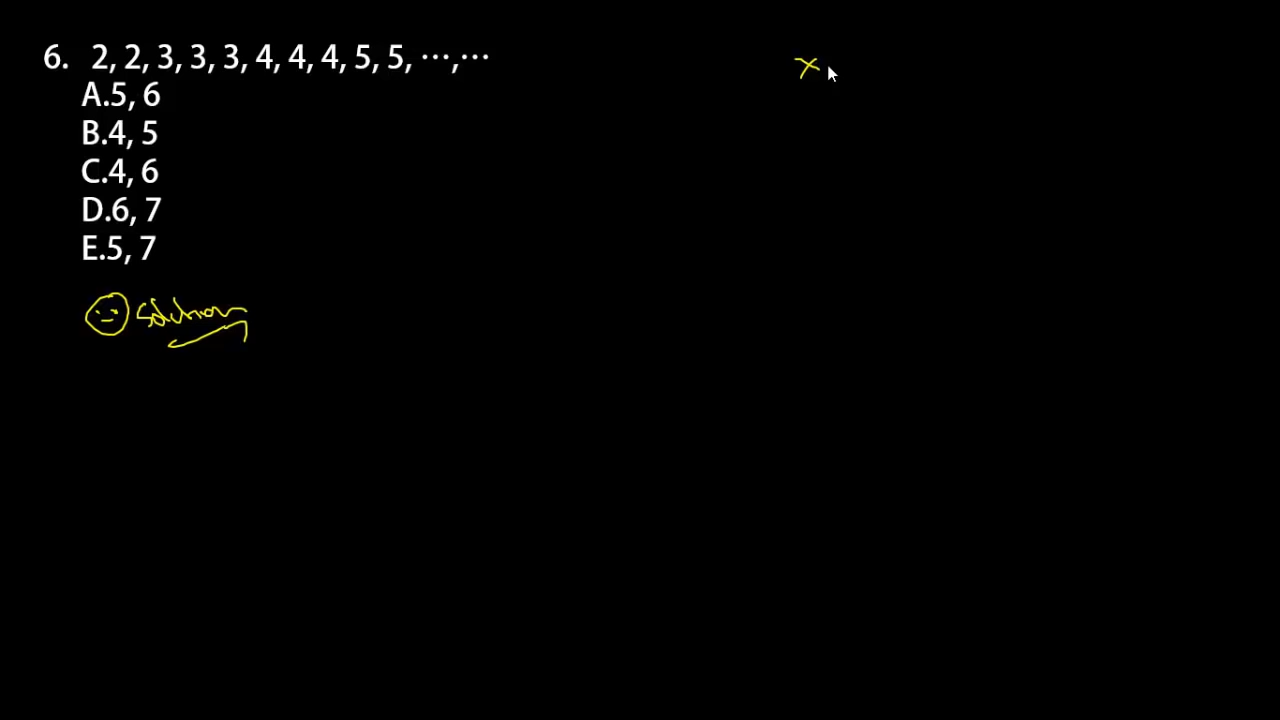 6. 2, 2, 3, 3, 3, 4, 4, 4, 5, 5, ⋯,⋯
x
A.5, 6
B.4, 5
C.4, 6
D.6, 7
E.5, 7
Solution